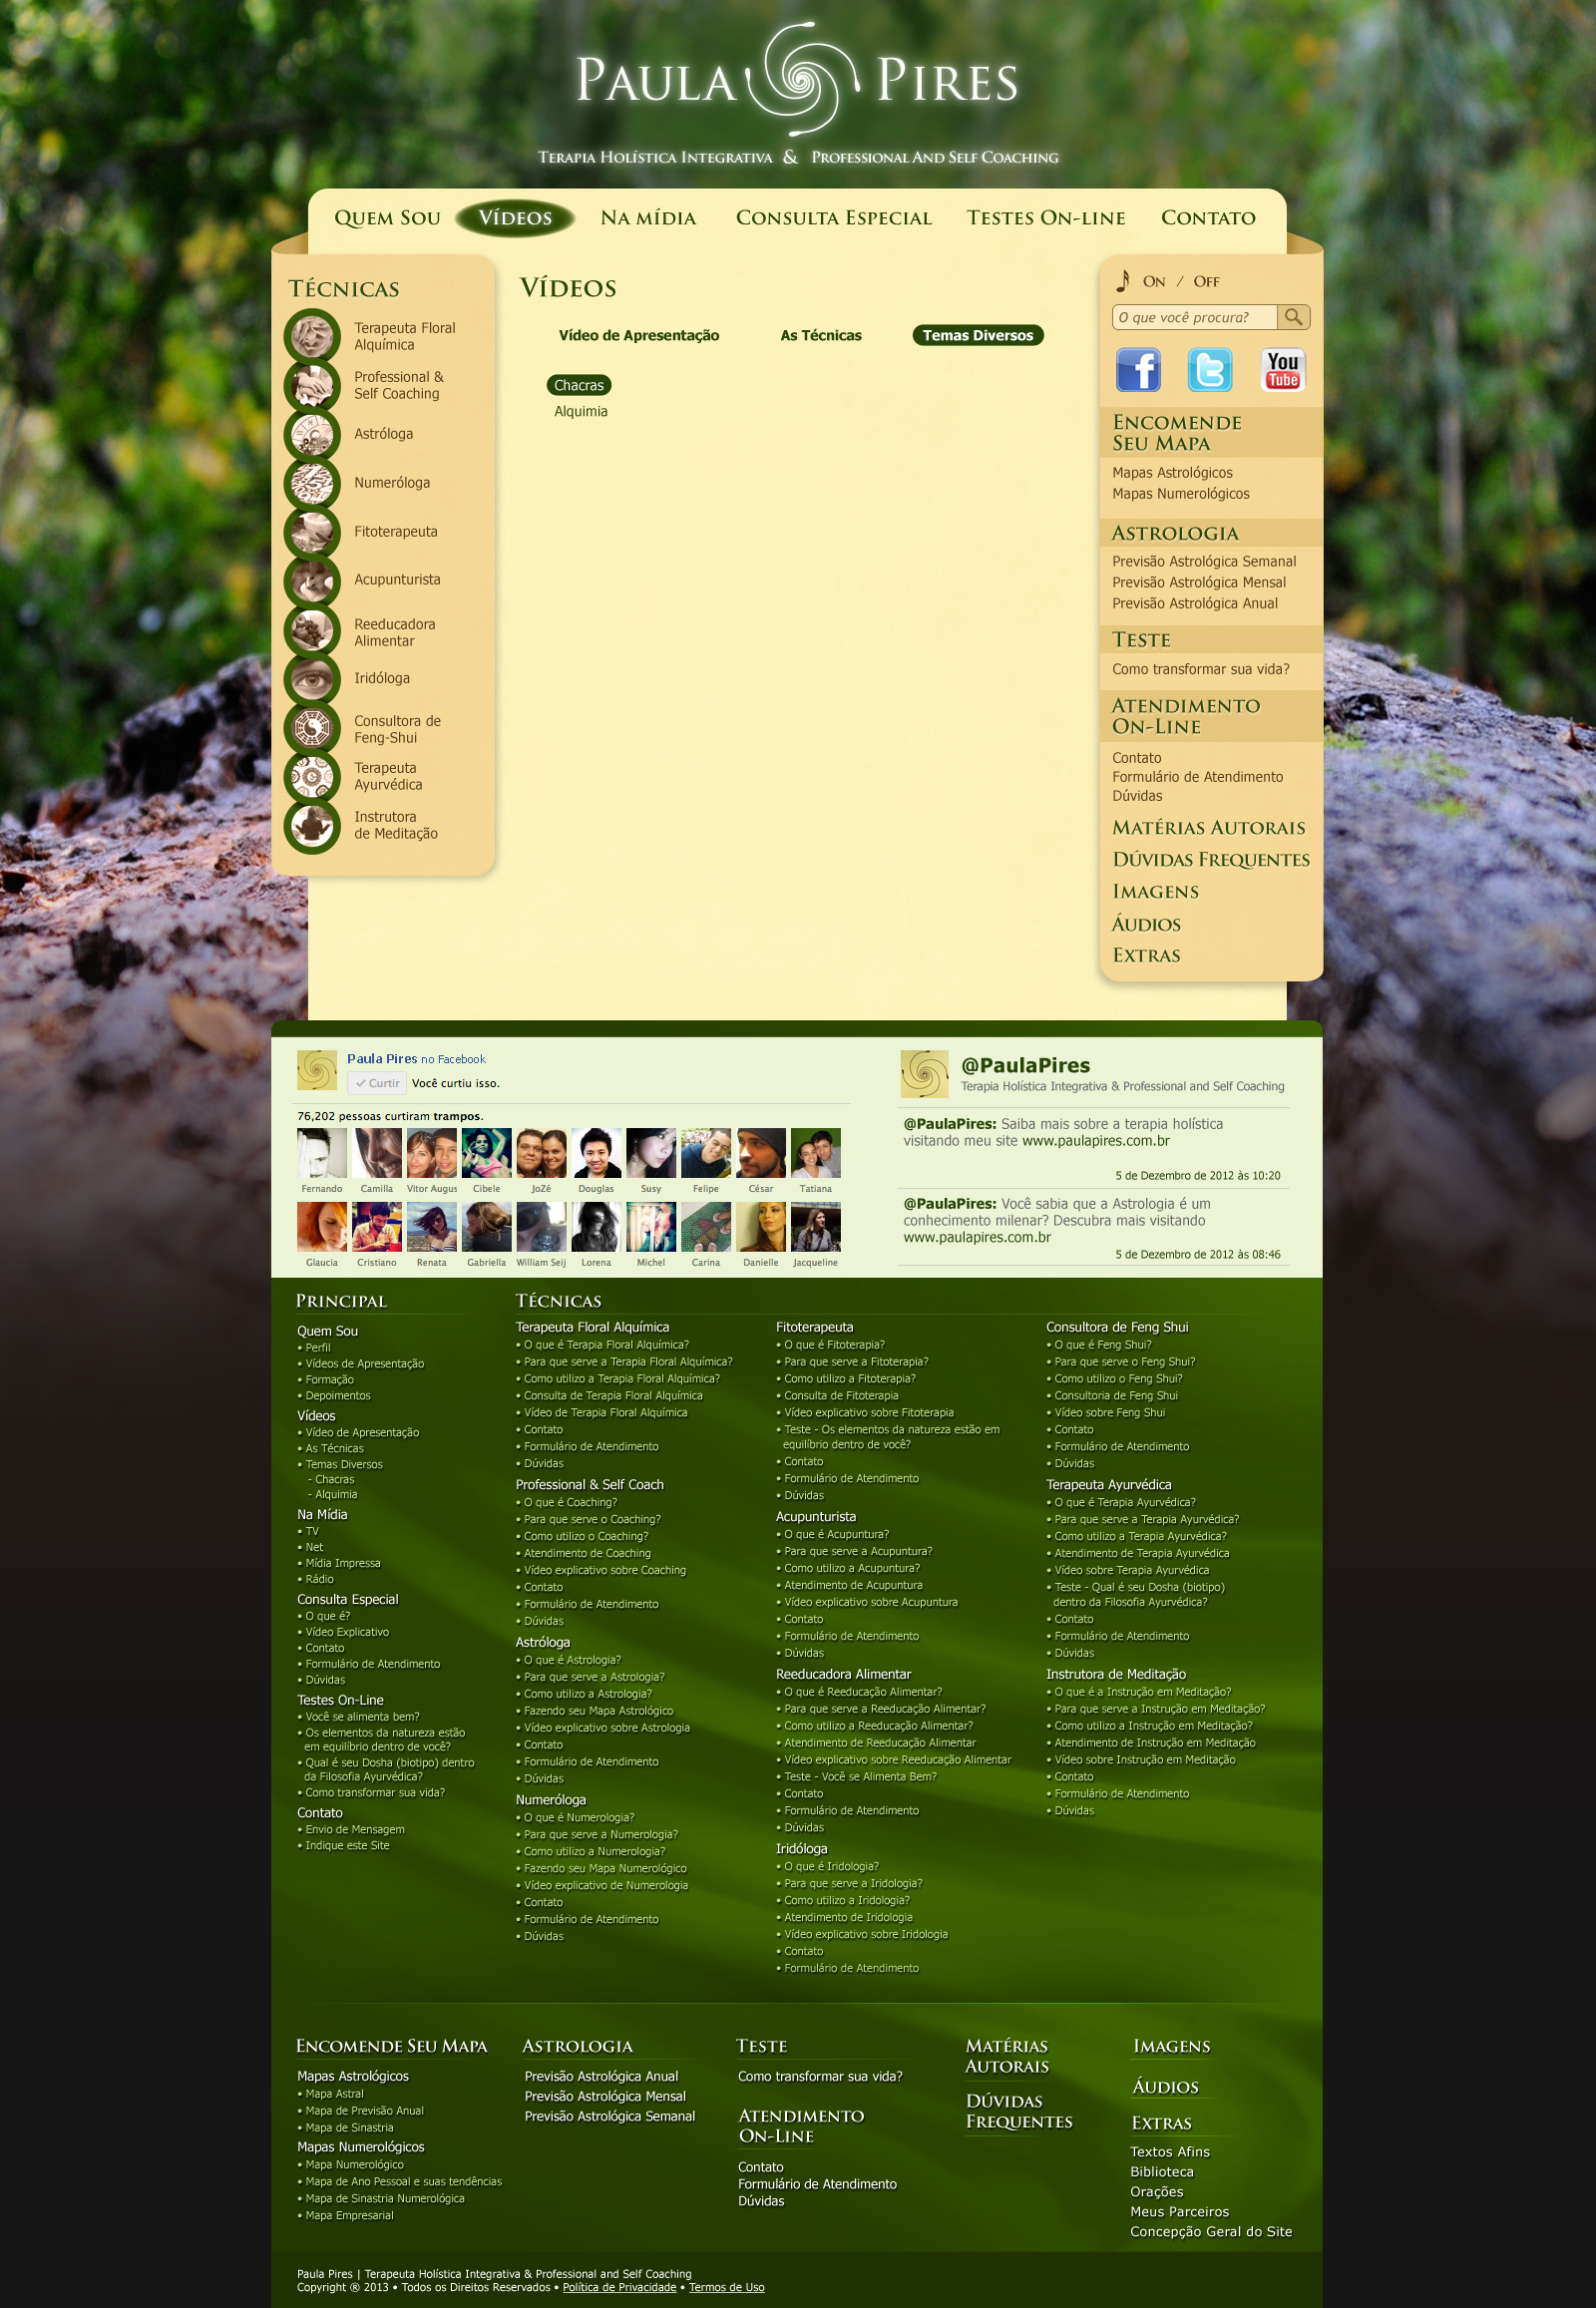 PAULA PIRES
TERAPIA HOLÍSTICA INTEGRATIVA & PROFESSIONAL AND SELF COACHING
QUEM SOU VÍDEOS NA MÍDIA CONSULTA ESPECIAL TESTES ON-LINE CONTATO
TÉCNICAS
Terapeuta Floral
Alquímica
Professional &
Self Coaching
Astróloga
Numeróloga
Fitoterapeuta
Acupunturista
Reeducadora
Alimentar
Iridóloga
Consultora de
Feng-Shui
Terapeuta
Ayurvédica
Instrutora
de Meditação
VÍDEOS
Vídeo de Apresentação As Técnicas Temas Diversos
Chacras
Alquimia
ON / OFF
O que você procura?
You
Tube
ENCOMENDE
SEU MAPA
Mapas Astrológicos
Mapas Numerológicos
ASTROLOGIA
Previsão Astrológica Semanal
Previsão Astrológica Mensal
Previsão Astrológica Anual
TESTE
Como transformar sua vida?
ATENDIMENTO
ON-LINE
Contato
Formulário de Atendimento
Dúvidas
MATÉRIAS AUTORAIS
DÚVIDAS FREQUENTES
IMAGENS
ÁUDIOS
EXTRAS
Paula Pires no Facebook
Curtir Você curtiu isso.
76,202 pessoas curtiram trampos.
Fernando Camilla Vitor Augus Cibele JoZé Douglas Susy Felipe César Tatiana
Glaucia Cristiano Renata Gabriella William Seij Lorena Michel Carina Danielle Jacqueline
@PaulaPires
Terapia Holística Integrativa & Professional and Self Coaching
@PaulaPires: Saiba mais sobre a terapia holística
visitando meu site www.paulapires.com.br
5 de Dezembro de 2012 às 10:20
@PaulaPires: Você sabia que a Astrologia é um
conhecimento milenar? Descubra mais visitando
www.paulapires.com.br
5 de Dezembro de 2012 às 08:46
PRINCIPAL
Quem Sou
• Perfil
• Vídeos de Apresentação
• Formação
• Depoimentos
Vídeos
• Vídeo de Apresentação
• As Técnicas
• Temas Diversos
- Chacras
- Alquimia
Na Mídia
• TV
• Net
• Mídia Impressa
• Rádio
Consulta Especial
• O que é?
• Vídeo Explicativo
• Contato
• Formulário de Atendimento
• Dúvidas
Testes On-Line
• Você se alimenta bem?
• Os elementos da natureza estão
em equilíbrio dentro de você?
• Qual é seu Dosha (biotipo) dentro
da Filosofia Ayurvédica?
• Como transformar sua vida?
Contato
• Envio de Mensagem
• Indique este Site
TÉCNICAS
Terapeuta Floral Alquímica
• O que é Terapia Floral Alquímica?
• Para que serve a Terapia Floral Alquímica?
• Como utilizo a Terapia Floral Alquímica?
• Consulta de Terapia Floral Alquímica
• Vídeo de Terapia Floral Alquímica
• Contato
• Formulário de Atendimento
• Dúvidas
Professional & Self Coach
• O que é Coaching?
• Para que serve o Coaching?
• Como utilizo o Coaching?
• Atendimento de Coaching
• Vídeo explicativo sobre Coaching
• Contato
• Formulário de Atendimento
• Dúvidas
Astróloga
• O que é Astrologia?
• Para que serve a Astrologia?
• Como utilizo a Astrologia?
• Fazendo seu Mapa Astrológico
• Vídeo explicativo sobre Astrologia
• Contato
• Formulário de Atendimento
• Dúvidas
Numeróloga
• O que é Numerologia?
• Para que serve a Numerologia?
• Como utilizo a Numerologia?
• Fazendo seu Mapa Numerológico
• Vídeo explicativo de Numerologia
• Contato
• Formulário de Atendimento
• Dúvidas
Fitoterapeuta
• O que é Fitoterapia?
• Para que serve a Fitoterapia?
• Como utilizo a Fitoterapia?
• Consulta de Fitoterapia
• Vídeo explicativo sobre Fitoterapia
• Teste - Os elementos da natureza estão em
equilíbrio dentro de você?
• Contato
• Formulário de Atendimento
• Dúvidas
Acupunturista
• O que é Acupuntura?
• Para que serve a Acupuntura?
• Como utilizo a Acupuntura?
• Atendimento de Acupuntura
• Vídeo explicativo sobre Acupuntura
• Contato
• Formulário de Atendimento
• Dúvidas
Reeducadora Alimentar
• O que é Reeducação Alimentar?
• Para que serve a Reeducação Alimentar?
• Como utilizo a Reeducação Alimentar?
• Atendimento de Reeducação Alimentar
• Vídeo explicativo sobre Reeducação Alimentar
• Teste - Você se Alimenta Bem?
• Contato
• Formulário de Atendimento
• Dúvidas
Iridóloga
• O que é Iridologia?
• Para que serve a Iridologia?
• Como utilizo a Iridologia?
• Atendimento de Iridologia
• Vídeo explicativo sobre Iridologia
• Contato
• Formulário de Atendimento
Consultora de Feng Shui
• O que é Feng Shui?
• Para que serve o Feng Shui?
• Como utilizo o Feng Shui?
• Consultoria de Feng Shui
• Vídeo sobre Feng Shui
• Contato
• Formulário de Atendimento
• Dúvidas
Terapeuta Ayurvédica
• O que é Terapia Ayurvédica?
• Para que serve a Terapia Ayurvédica?
• Como utilizo a Terapia Ayurvédica?
• Atendimento de Terapia Ayurvédica
• Vídeo sobre Terapia Ayurvédica
• Teste - Qual é seu Dosha (biotipo)
dentro da Filosofia Ayurvédica?
• Contato
• Formulário de Atendimento
• Dúvidas
Instrutora de Meditação
• O que é a Instrução em Meditação?
• Para que serve a Instrução em Meditação?
• Como utilizo a Instrução em Meditação?
• Atendimento de Instrução em Meditação
• Vídeo sobre Instrução em Meditação
• Contato
• Formulário de Atendimento
• Dúvidas
ENCOMENDE SEU MAPA
Mapas Astrológicos
• Mapa Astral
• Mapa de Previsão Anual
• Mapa de Sinastria
Mapas Numerológicos
• Mapa Numerológico
• Mapa de Ano Pessoal e suas tendências
• Mapa de Sinastria Numerológica
• Mapa Empresarial
ASTROLOGIA
Previsão Astrológica Anual
Previsão Astrológica Mensal
Previsão Astrológica Semanal
TESTE
Como transformar sua vida?
ATENDIMENTO
ON-LINE
Contato
Formulário de Atendimento
Dúvidas
MATÉRIAS
AUTORAIS
DÚVIDAS
FREQUENTES
IMAGENS
ÁUDIOS
EXTRAS
Textos Afins
Biblioteca
Orações
Meus Parceiros
Concepção Geral do Site
Paula Pires | Terapeuta Holística Integrativa & Professional and Self Coaching
Copyright ® 2013 • Todos os Direitos Reservados • Política de Privacidade • Termos de Uso